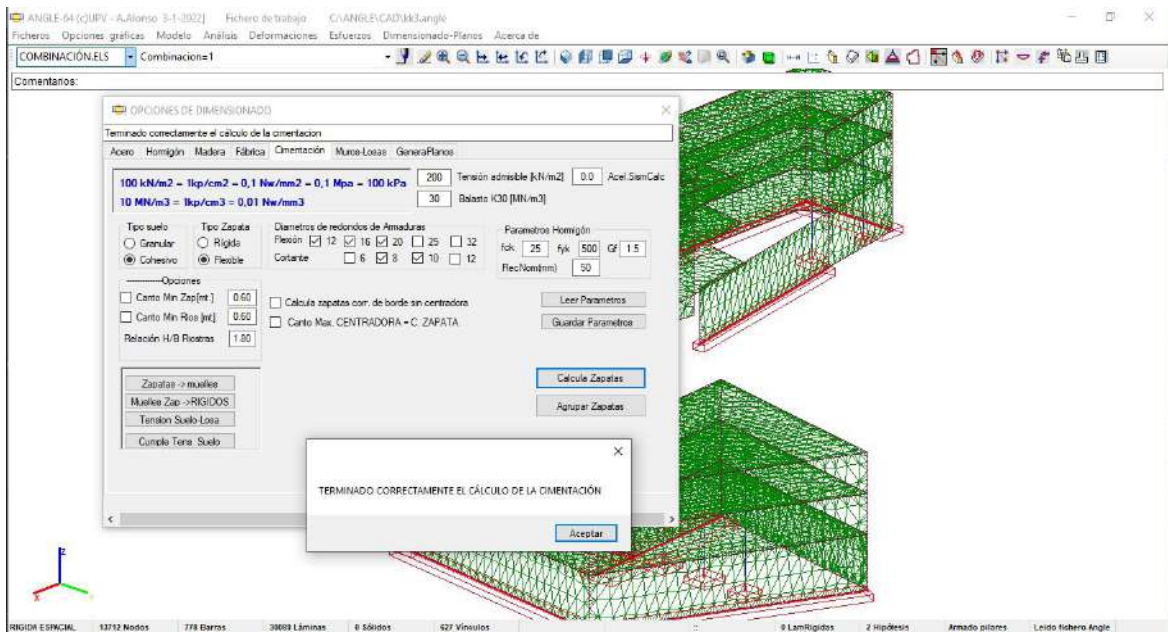 ANGLE-64 (c)UPV - A.Alonso 3-1-2022] Fichero de trabajo C:\ANGLE\CAD\kk3.angle
Ficheros Opciones gráficas Modelo Análisis Deformaciones Esfuerzos Dimensionado-Planos Acerca de
COMBINACIÓN.ELS Combinacion=1
Comentarios:
OPCIONES DE DIMENSIONADO
Terminado correctamente el cálculo de la cimentacion
Acero Hormigón Madera Fábrica Cimentación Muros-Losas GeneraPlanos
100 kN/m2 = 1kp/cm2 = 0,1 Nw/mm2 = 0,1 Mpa = 100 kPa 200 Tensión admisible [kN/m2] 0.0 Acel.SismCalc
10 MN/m3 = 1kp/cm3 = 0,01 Nw/mm3 30 Balasto K30 [MN/m3]
Tipo suelo Tipo Zapata Diametros de redondos de Armaduras Parametros Hormigón
Granular Rígida Flexión 12 16 20 25 32 fck 25 fyk 500 Gf 1.5
Cohesivo Flexible Cortante 6 8 10 12 RecNom(mm) 50
Opciones
Canto Min Zap[mt.] 0.60 Calcula zapatas corr. de borde sin centradora Leer Parametros
Canto Min Rios [mt] 0.60 Canto Max. CENTRADORA = C. ZAPATA Guardar Parametros
Relación H/B Riostras 1.80
Zapatas -> muelles Calcula Zapatas
Muelles Zap ->RIGIDOS Agrupar Zapatas
Tension Suelo-Losa
Cumple Tens. Suelo
TERMINADO CORRECTAMENTE EL CÁLCULO DE LA CIMENTACIÓN
Aceptar
z
x
RIGIDA ESPACIAL 13712 Nodos 778 Barras 30089 Láminas 0 Sólidos 627 Vínculos 0 LamRigidas 2 Hipótesis Armado pilares Leido fichero Angle